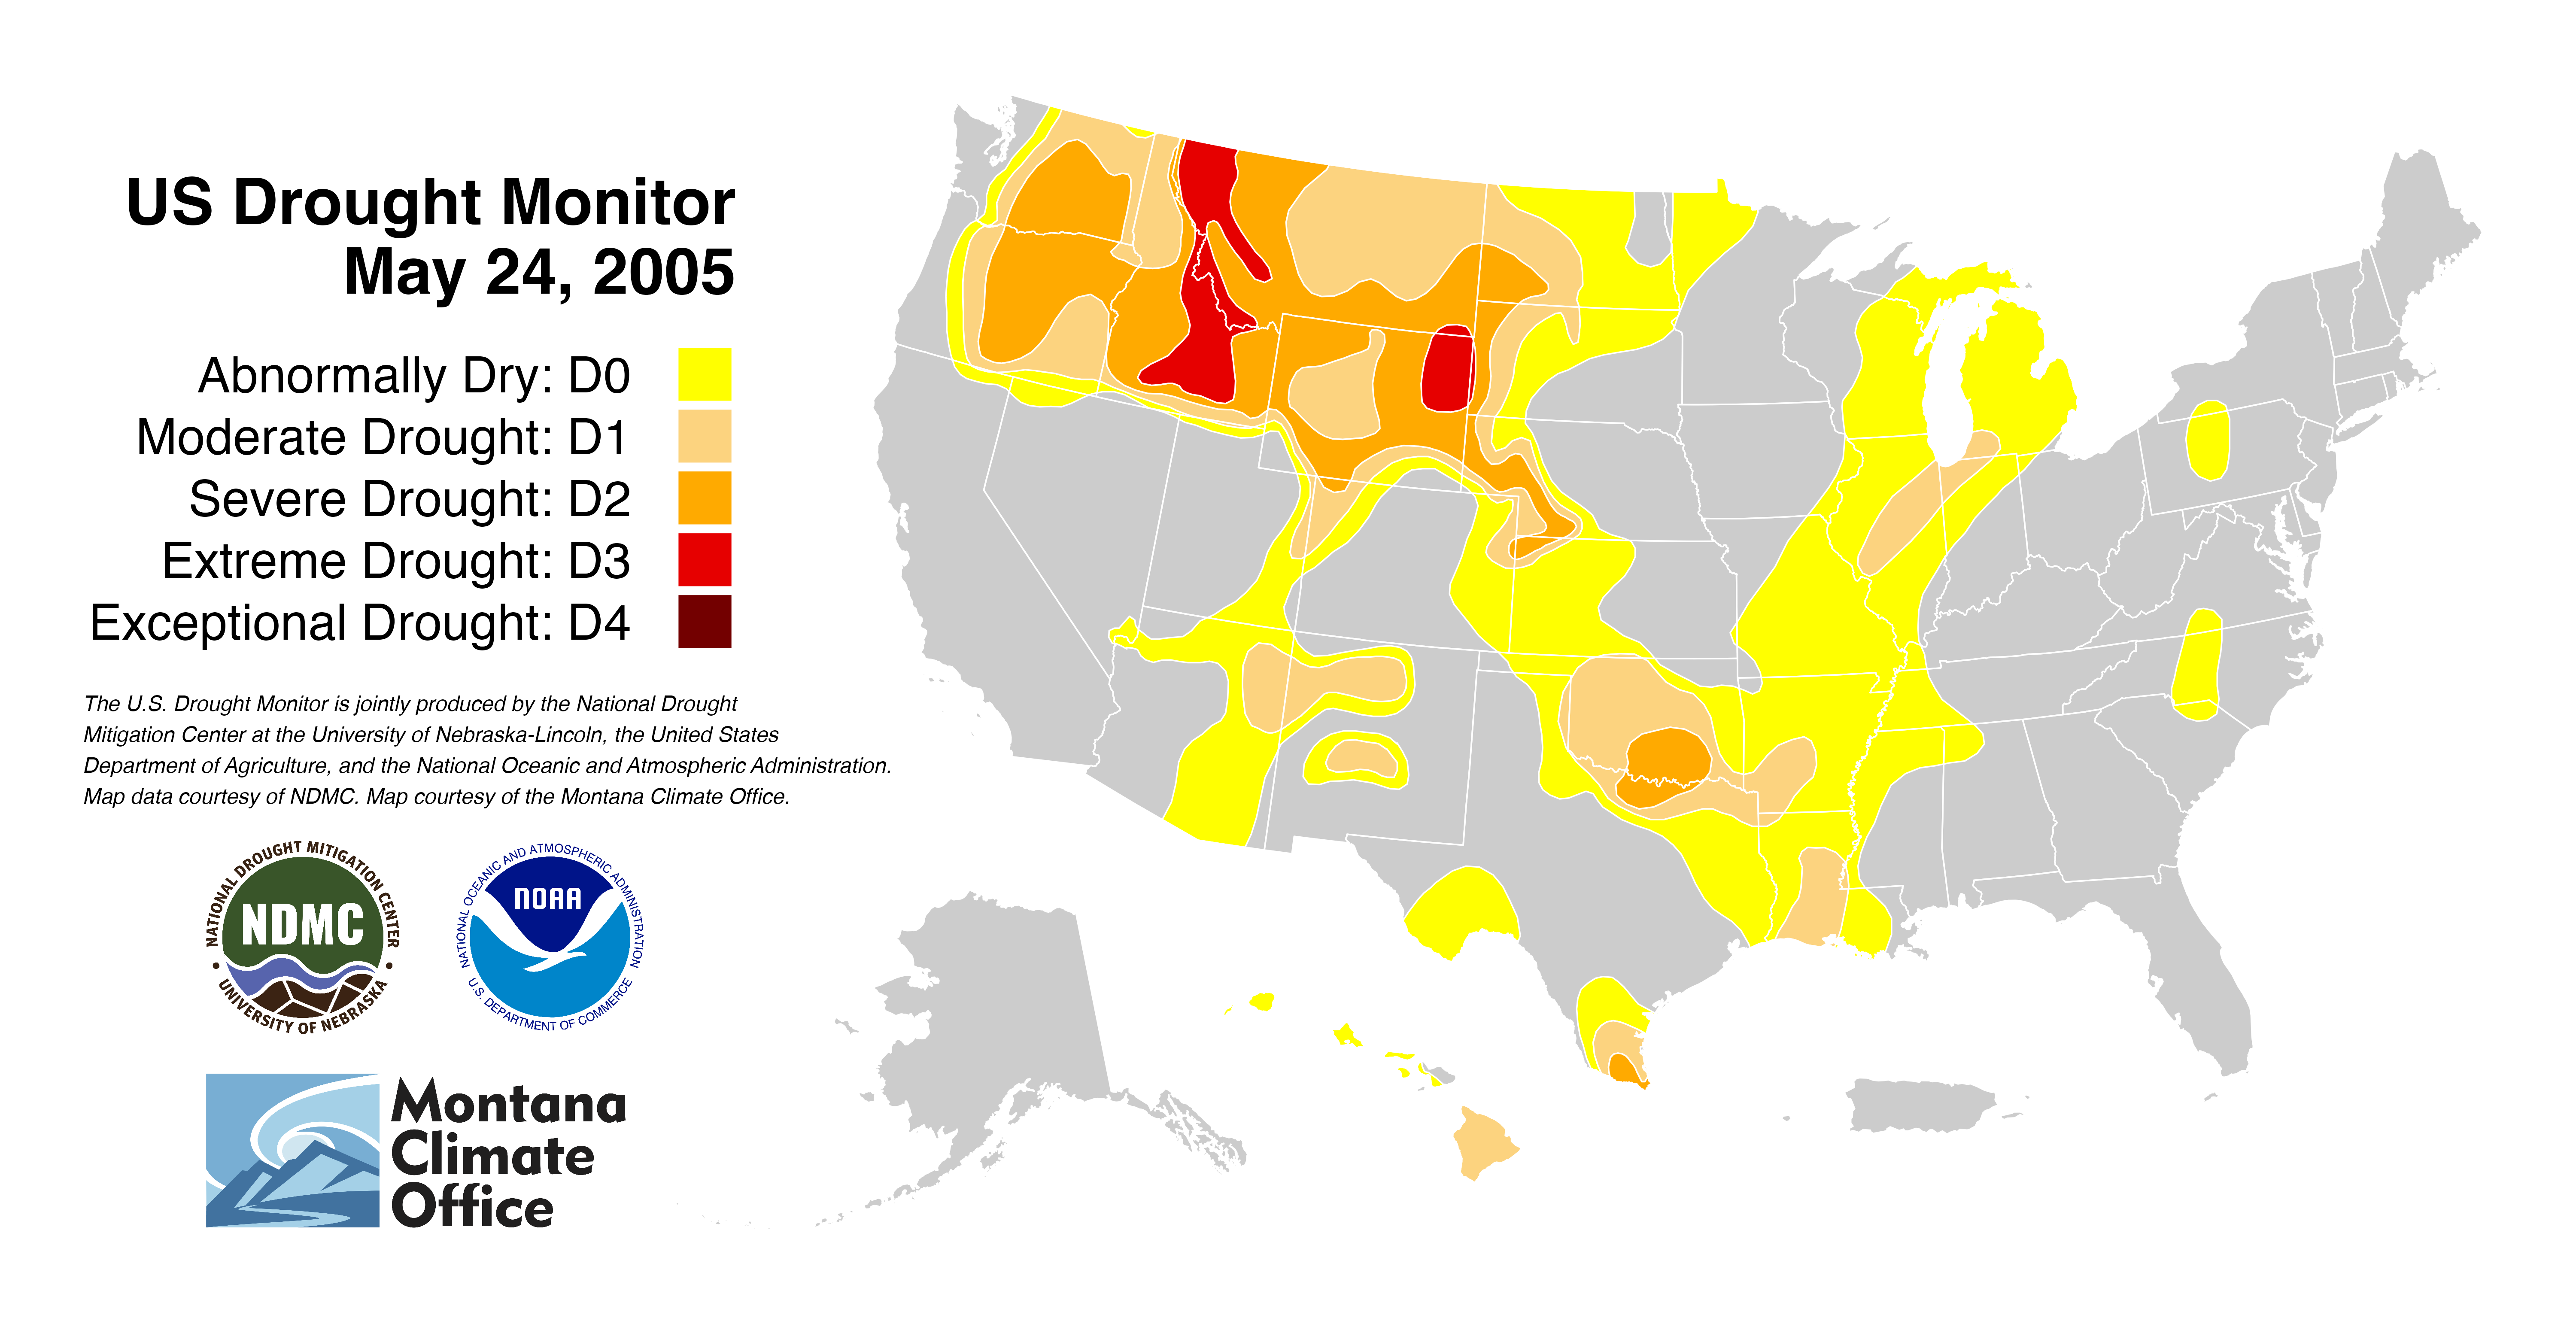 US Drought Monitor
May 24, 2005
Abnormally Dry: D0
Moderate Drought: D1
Severe Drought: D2
Extreme Drought: D3
Exceptional Drought: D4
The U.S. Drought Monitor is jointly produced by the National Drought
Mitigation Center at the University of Nebraska-Lincoln, the United States
Department of Agriculture, and the National Oceanic and Atmospheric Administration.
Map data courtesy of NDMC. Map courtesy of the Montana Climate Office.
NATIONAL DROUGHT MITIGATION CENTER
NDMC
• UNIVERSITY OF NEBRASKA •
NATIONAL OCEANIC AND ATMOSPHERIC ADMINISTRATION
NOAA
U.S. DEPARTMENT OF COMMERCE
Montana
Climate
Office